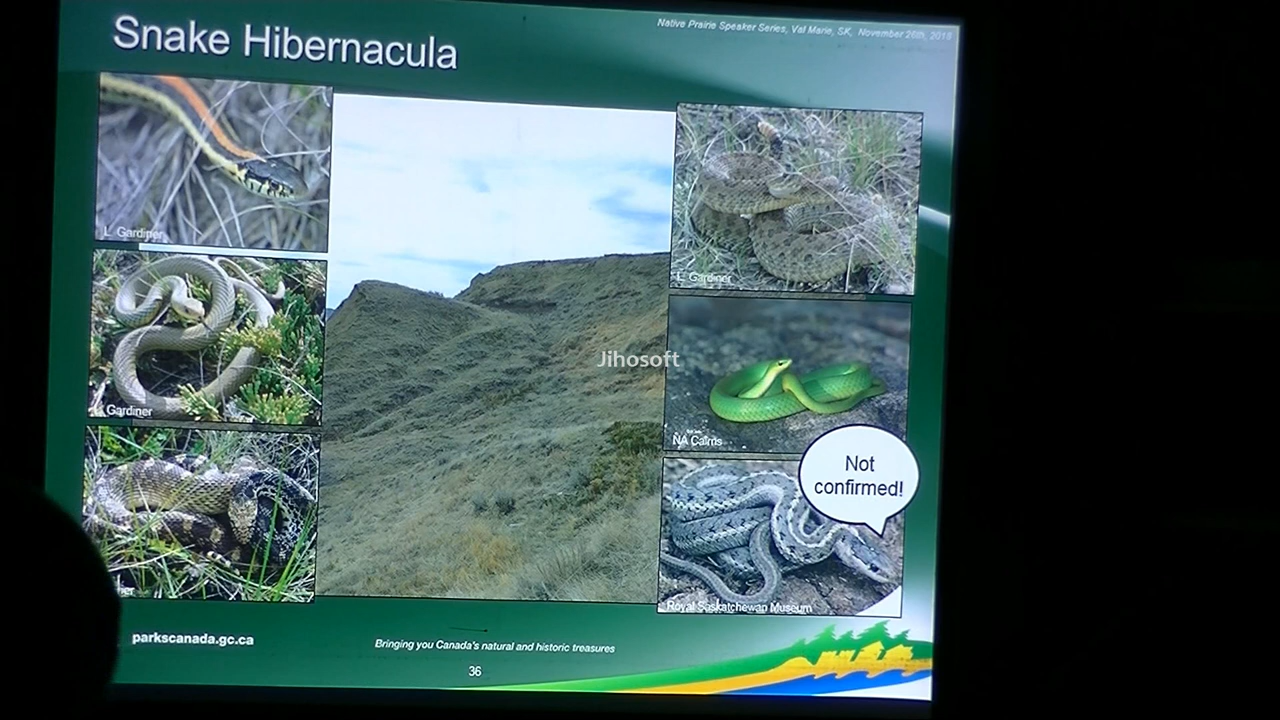 Native Prairie Speaker Series, Val Marie, SK, November 26th, 2018
Snake Hibernacula
L. Gardiner
L. Gardiner
Gardiner
NA Cairns
Jihosoft
Not
confirmed!
Royal Saskatchewan Museum
parkscanada.gc.ca
Bringing you Canada's natural and historic treasures
36